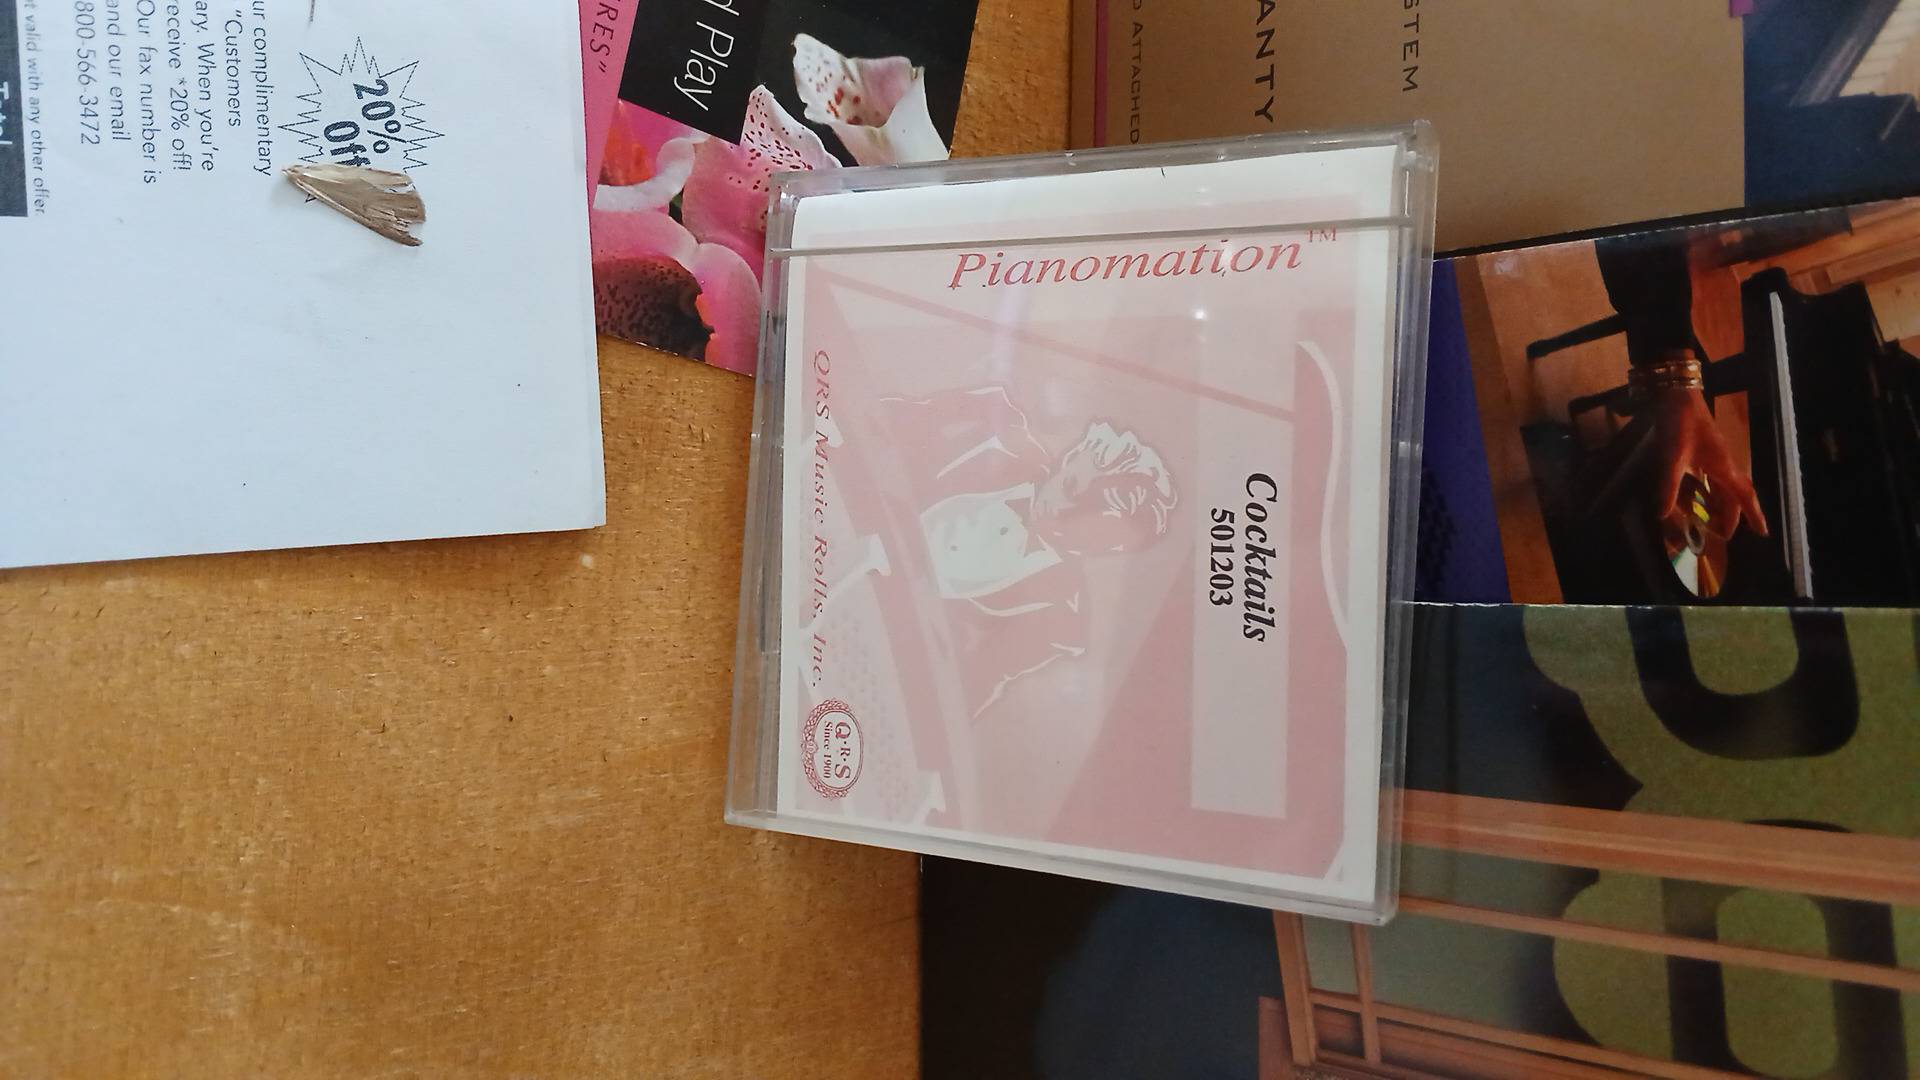 Pianomation™
Cocktails
501203
QRS Music Rolls, Inc.
Q·R·S
Since 1900
ur complimentary
"Customers
ary. When you're
receive *20% off!
Our fax number is
and our email
800-566-3472
t valid with any other offer.
20%
Off
d Play
RES"
STEM
ANTY
D ATTACHED